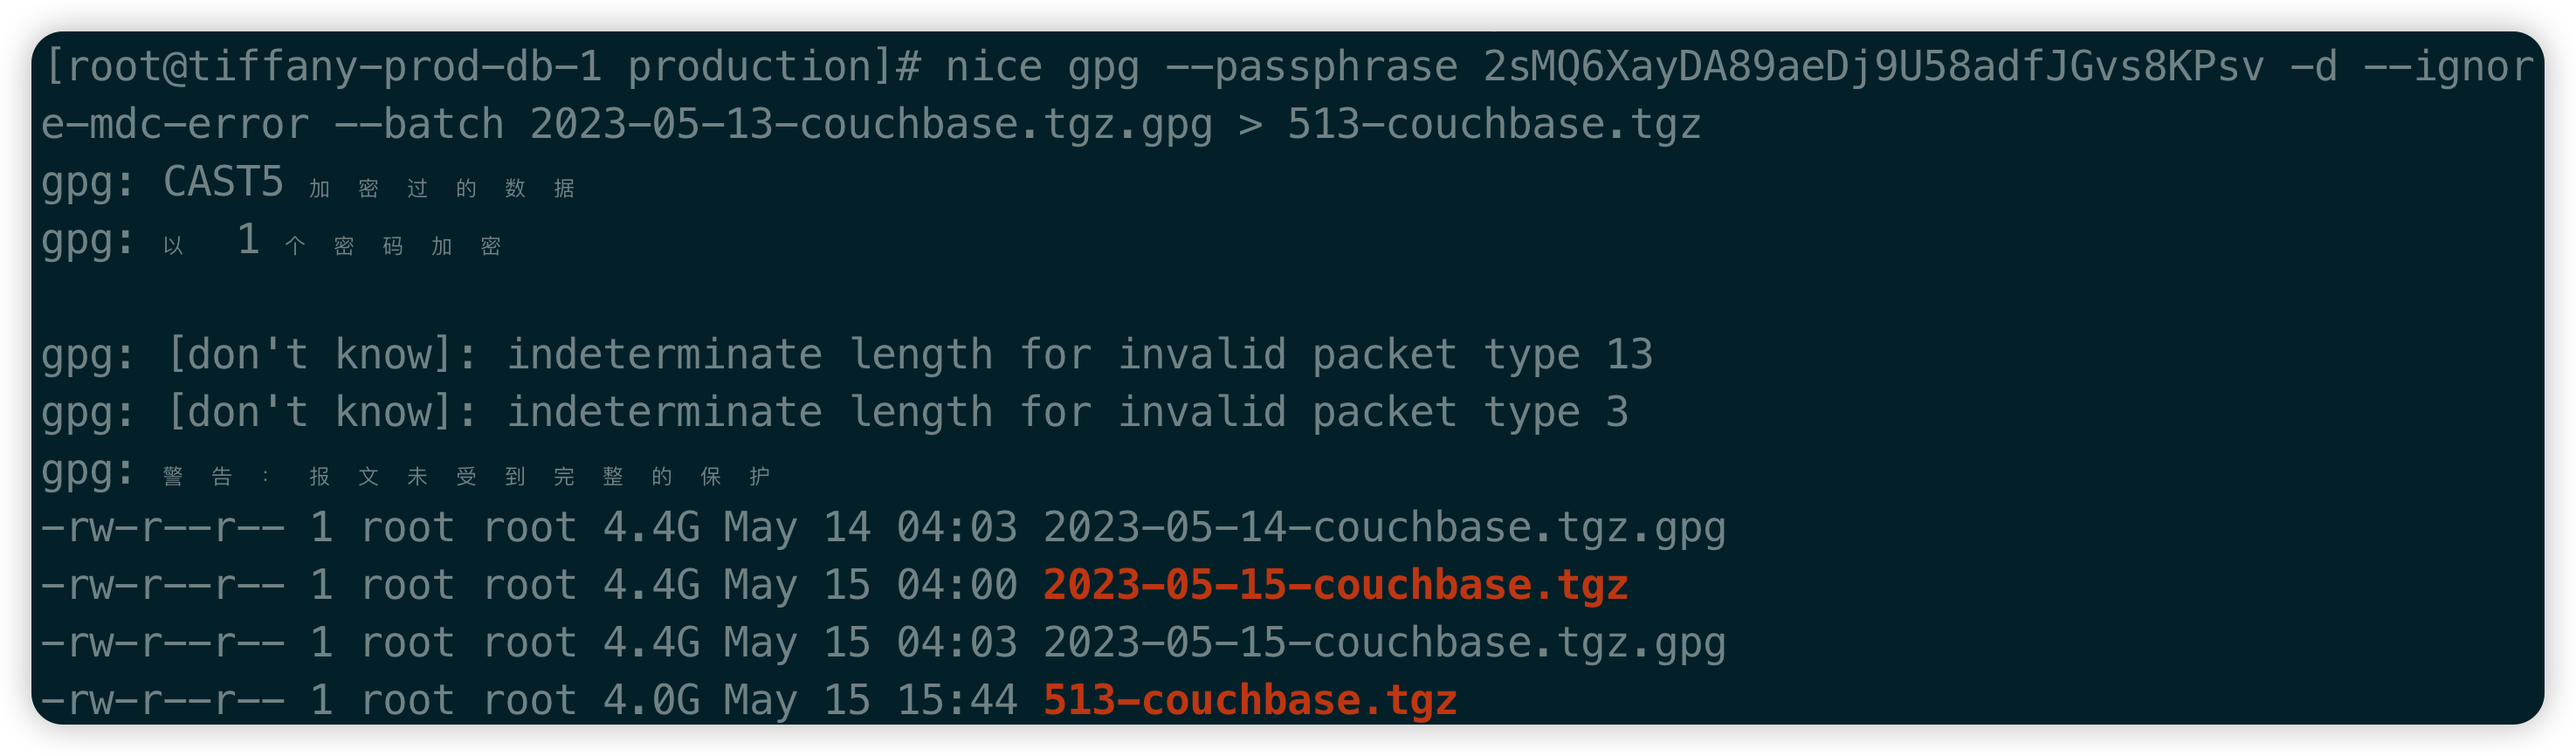 [root@tiffany-prod-db-1 production]# nice gpg --passphrase 2sMQ6XayDA89aeDj9U58adfJGvs8KPsv -d --ignor
e-mdc-error --batch 2023-05-13-couchbase.tgz.gpg > 513-couchbase.tgz
gpg: CAST5 加密过的数据
gpg: 以 1 个密码加密
gpg: [don't know]: indeterminate length for invalid packet type 13
gpg: [don't know]: indeterminate length for invalid packet type 3
gpg: 警告：报文未受到完整的保护
-rw-r--r-- 1 root root 4.4G May 14 04:03 2023-05-14-couchbase.tgz.gpg
-rw-r--r-- 1 root root 4.4G May 15 04:00 2023-05-15-couchbase.tgz
-rw-r--r-- 1 root root 4.4G May 15 04:03 2023-05-15-couchbase.tgz.gpg
-rw-r--r-- 1 root root 4.0G May 15 15:44 513-couchbase.tgz